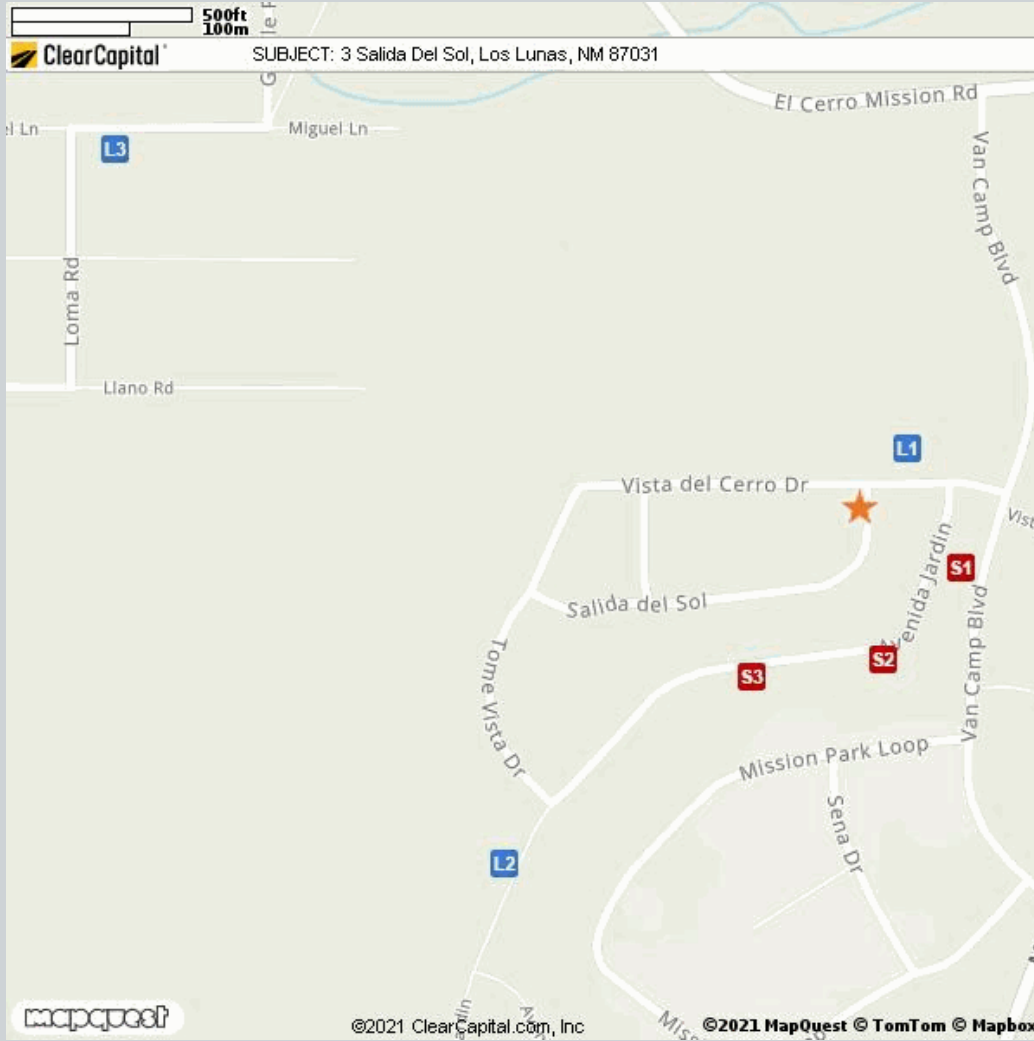 500ft
100m
ClearCapital
SUBJECT: 3 Salida Del Sol, Los Lunas, NM 87031
El Cerro Mission Rd
Miguel Ln
L3
Van Camp Blvd
Loma Rd
Llano Rd
L1
Vista del Cerro Dr
S1
Avenida Jardin
Salida del Sol
S2
S3
Tome Vista Dr
Van Camp Blvd
Mission Park Loop
Sena Dr
L2
mapquest
©2021 ClearCapital.com, Inc
©2021 MapQuest © TomTom © Mapbox